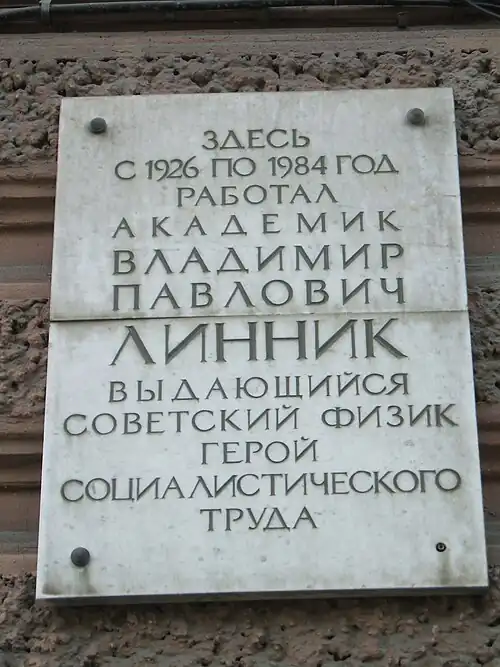 ЗДЕСЬ
С 1926 ПО 1984 ГОД
РАБОТАЛ
АКАДЕМИК
ВЛАДИМИР
ПАВЛОВИЧ
ЛИННИК
ВЫДАЮЩИЙСЯ
СОВЕТСКИЙ ФИЗИК
ГЕРОЙ
СОЦИАЛИСТИЧЕСКОГО
ТРУДА